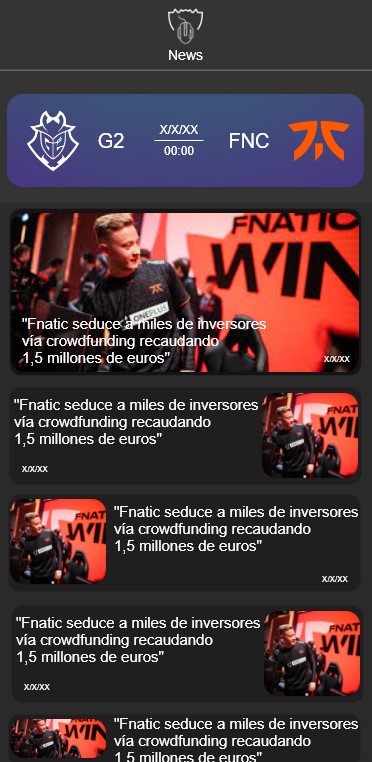 News
G2
X/X/XX
00:00
FNC
FNATIC
WIN
"Fnatic seduce a miles de inversores
vía crowdfunding recaudando
1,5 millones de euros"
ONEPLUS
X/X/XX
"Fnatic seduce a miles de inversores
vía crowdfunding recaudando
1,5 millones de euros"
X/X/XX
"Fnatic seduce a miles de inversores
vía crowdfunding recaudando
1,5 millones de euros"
X/X/XX
"Fnatic seduce a miles de inversores
vía crowdfunding recaudando
1,5 millones de euros"
X/X/XX
"Fnatic seduce a miles de inversores
vía crowdfunding recaudando
1,5 millones de euros"